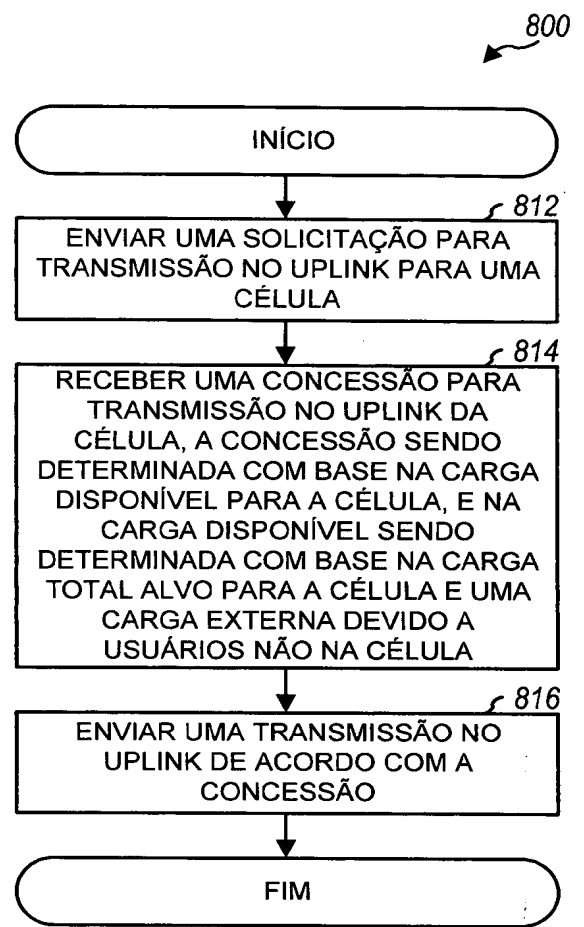 800
INÍCIO
812
ENVIAR UMA SOLICITAÇÃO PARA
TRANSMISSÃO NO UPLINK PARA UMA
CÉLULA
814
RECEBER UMA CONCESSÃO PARA
TRANSMISSÃO NO UPLINK DA
CÉLULA, A CONCESSÃO SENDO
DETERMINADA COM BASE NA CARGA
DISPONÍVEL PARA A CÉLULA, E NA
CARGA DISPONÍVEL SENDO
DETERMINADA COM BASE NA CARGA
TOTAL ALVO PARA A CÉLULA E UMA
CARGA EXTERNA DEVIDO A
USUÁRIOS NÃO NA CÉLULA
816
ENVIAR UMA TRANSMISSÃO NO
UPLINK DE ACORDO COM A
CONCESSÃO
FIM